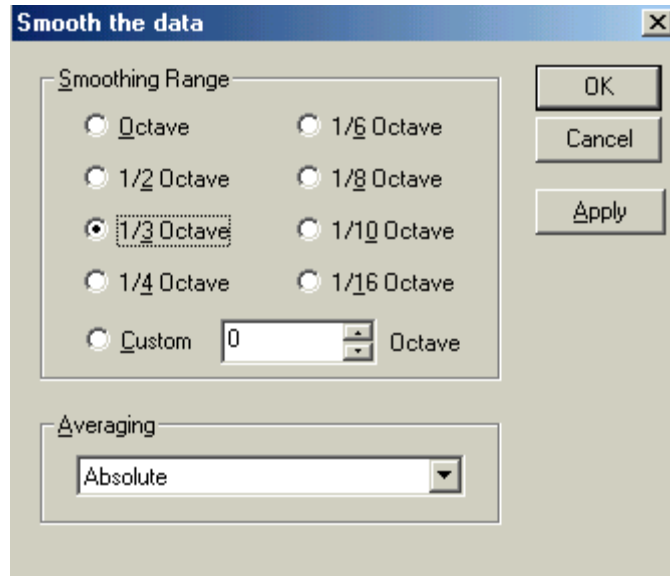 Smooth the data
Smoothing Range
Octave
1/2 Octave
1/3 Octave
1/4 Octave
Custom 0 Octave
1/6 Octave
1/8 Octave
1/10 Octave
1/16 Octave
OK
Cancel
Apply
Averaging
Absolute